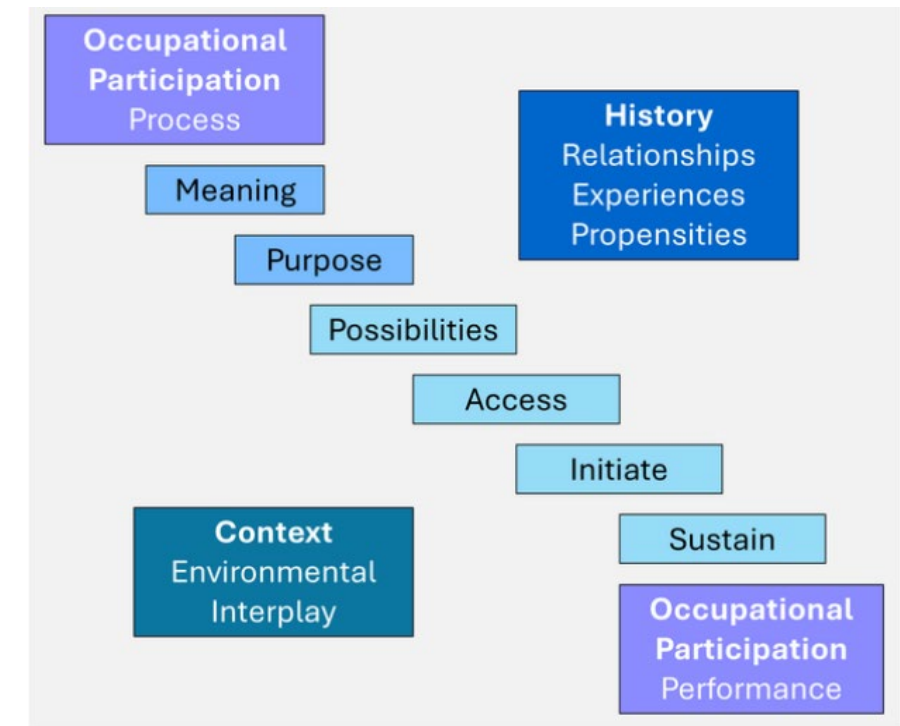 Occupational
Participation
Process
History
Relationships
Experiences
Propensities
Meaning
Purpose
Possibilities
Access
Initiate
Context
Environmental
Interplay
Sustain
Occupational
Participation
Performance